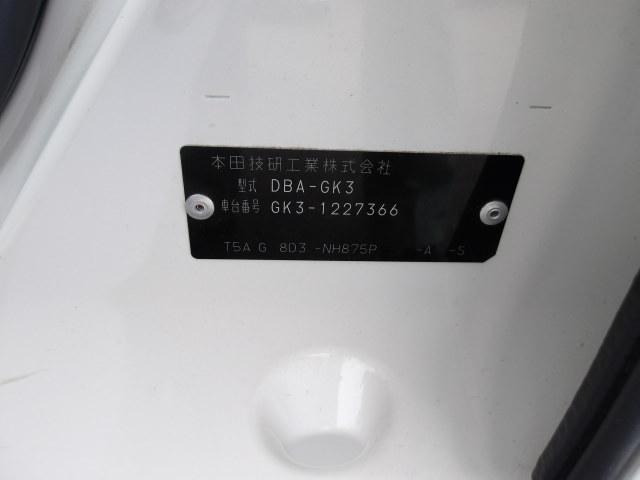 本田技研工業株式会社
型式 DBA-GK3
車台番号 GK3-1227366
T5A G 8D3 -NH875P - -A -S